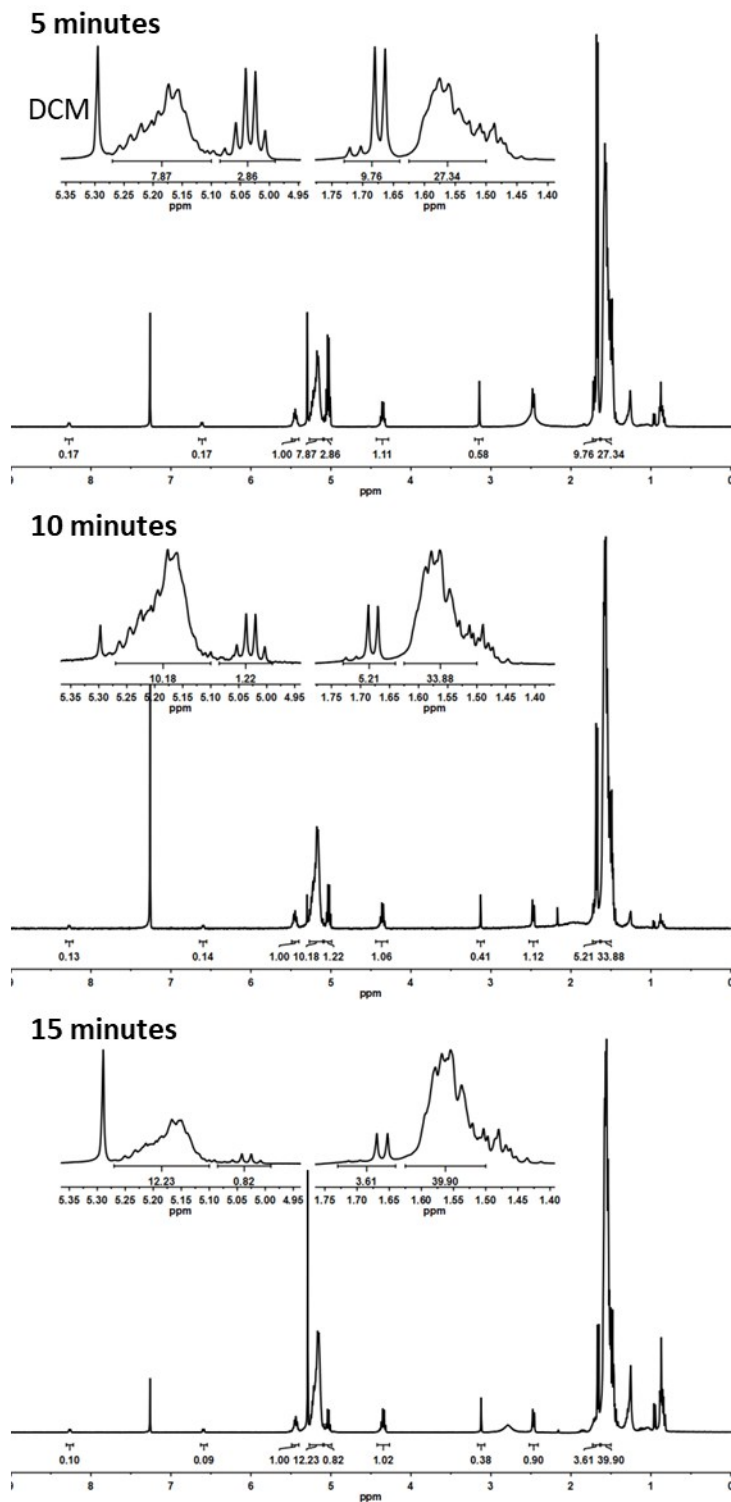 5 minutes
DCM
7.87 2.86 9.76 27.34
5.35 5.30 5.25 5.20 5.15 5.10 5.05 5.00 4.95 1.75 1.70 1.65 1.60 1.55 1.50 1.45 1.40
ppm ppm
0.17 0.17 1.00 7.87 2.86 1.11 0.58 9.76 27.34
8 7 6 5 4 3 2 1
ppm
10 minutes
10.18 1.22 5.21 33.88
5.35 5.30 5.25 5.20 5.15 5.10 5.05 5.00 4.95 1.75 1.70 1.65 1.60 1.55 1.50 1.45 1.40
ppm ppm
0.13 0.14 1.00 10.18 1.22 1.06 0.41 1.12 5.21 33.88
8 7 6 5 4 3 2 1
ppm
15 minutes
12.23 0.82 3.61 39.90
5.35 5.30 5.25 5.20 5.15 5.10 5.05 5.00 4.95 1.75 1.70 1.65 1.60 1.55 1.50 1.45 1.40
ppm ppm
0.10 0.09 1.00 12.23 0.82 1.02 0.38 0.90 3.61 39.90
8 7 6 5 4 3 2 1
ppm